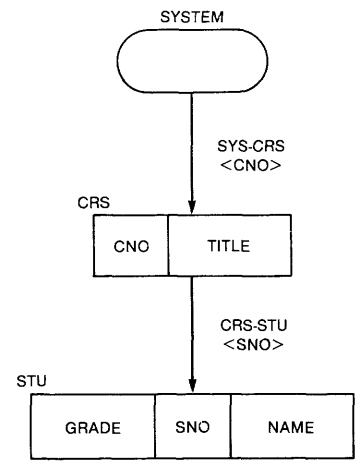 SYSTEM
SYS-CRS
<CNO>
CRS
CNO TITLE
CRS-STU
<SNO>
STU
GRADE SNO NAME